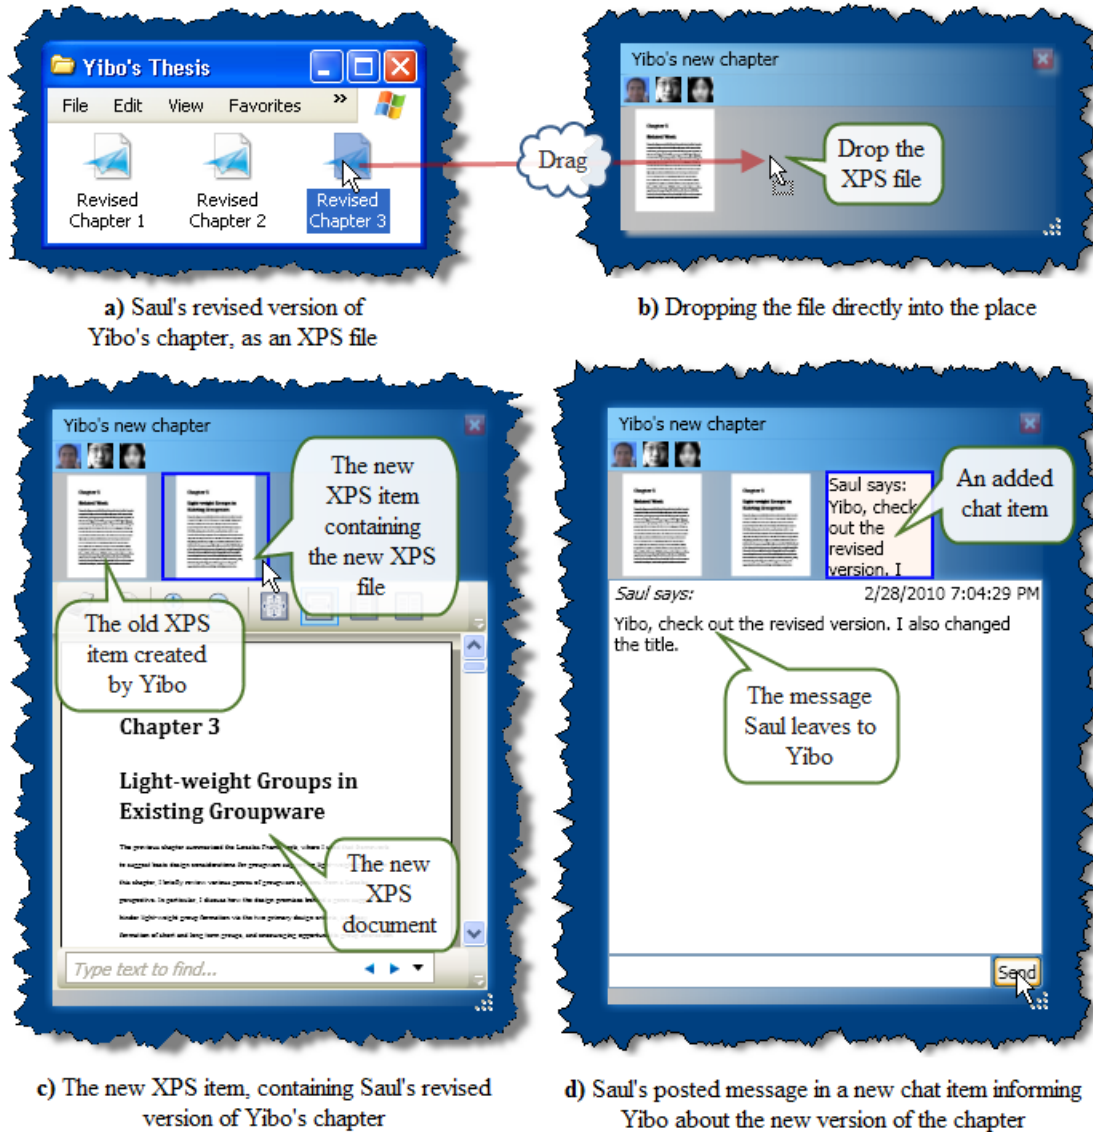 Yibo's Thesis
File Edit View Favorites »
Revised
Chapter 1
Revised
Chapter 2
Revised
Chapter 3
Drag
Yibo's new chapter
Drop the
XPS file
a) Saul's revised version of
Yibo's chapter, as an XPS file
b) Dropping the file directly into the place
Yibo's new chapter
The new
XPS item
containing
the new XPS
file
The old XPS
item created
by Yibo
Chapter 3
Light-weight Groups in
Existing Groupware
The new
XPS
document
Type text to find...
c) The new XPS item, containing Saul's revised
version of Yibo's chapter
Yibo's new chapter
Saul says:
Yibo, check
out the
revised
version. I
An added
chat item
Saul says: 2/28/2010 7:04:29 PM
Yibo, check out the revised version. I also changed
the title.
The message
Saul leaves to
Yibo
Send
d) Saul's posted message in a new chat item informing
Yibo about the new version of the chapter